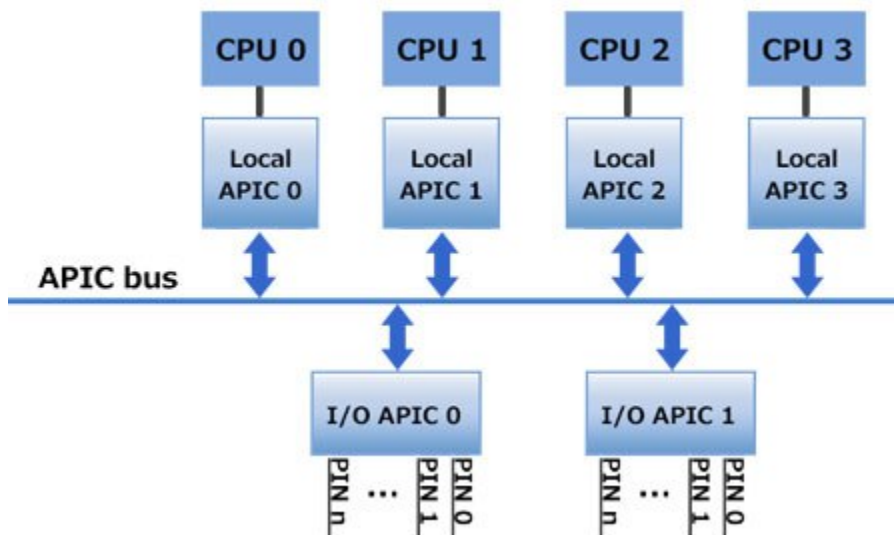 CPU 0
CPU 1
CPU 2
CPU 3
Local
APIC 0
Local
APIC 1
Local
APIC 2
Local
APIC 3
APIC bus
I/O APIC 0
I/O APIC 1
PIN n
...
PIN 1
PIN 0
PIN n
...
PIN 1
PIN 0